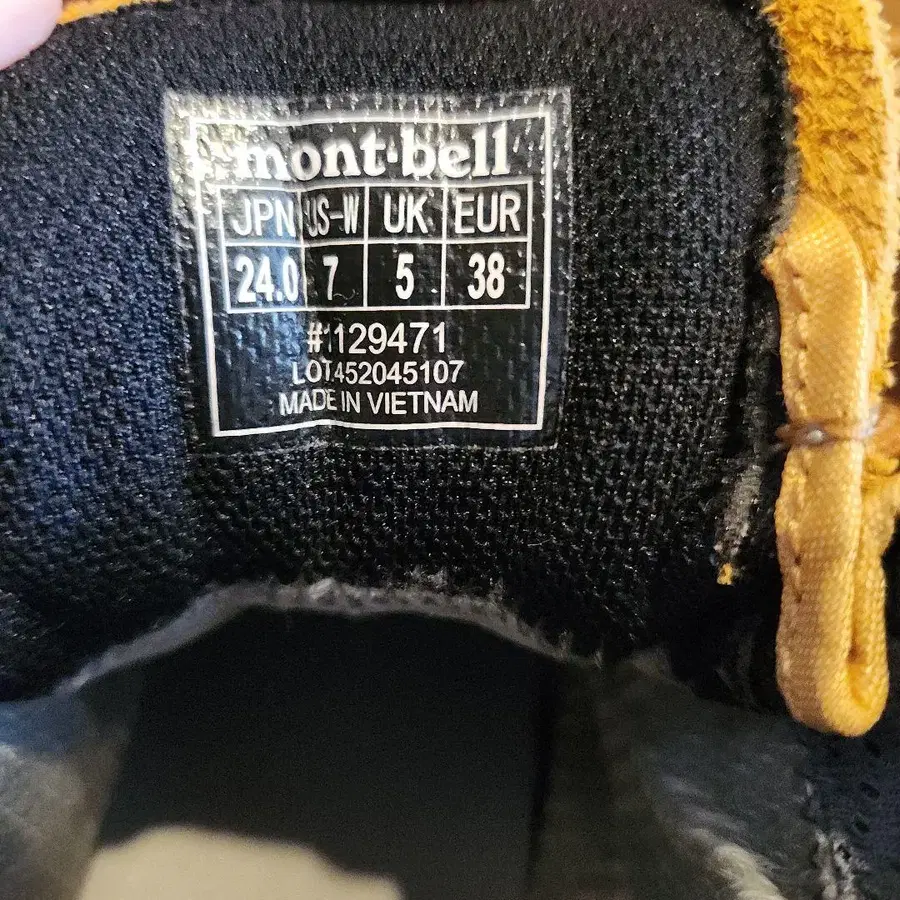 mont·bell
JPN US-W UK EUR
24.0 7 5 38
#1129471
LOT452045107
MADE IN VIETNAM